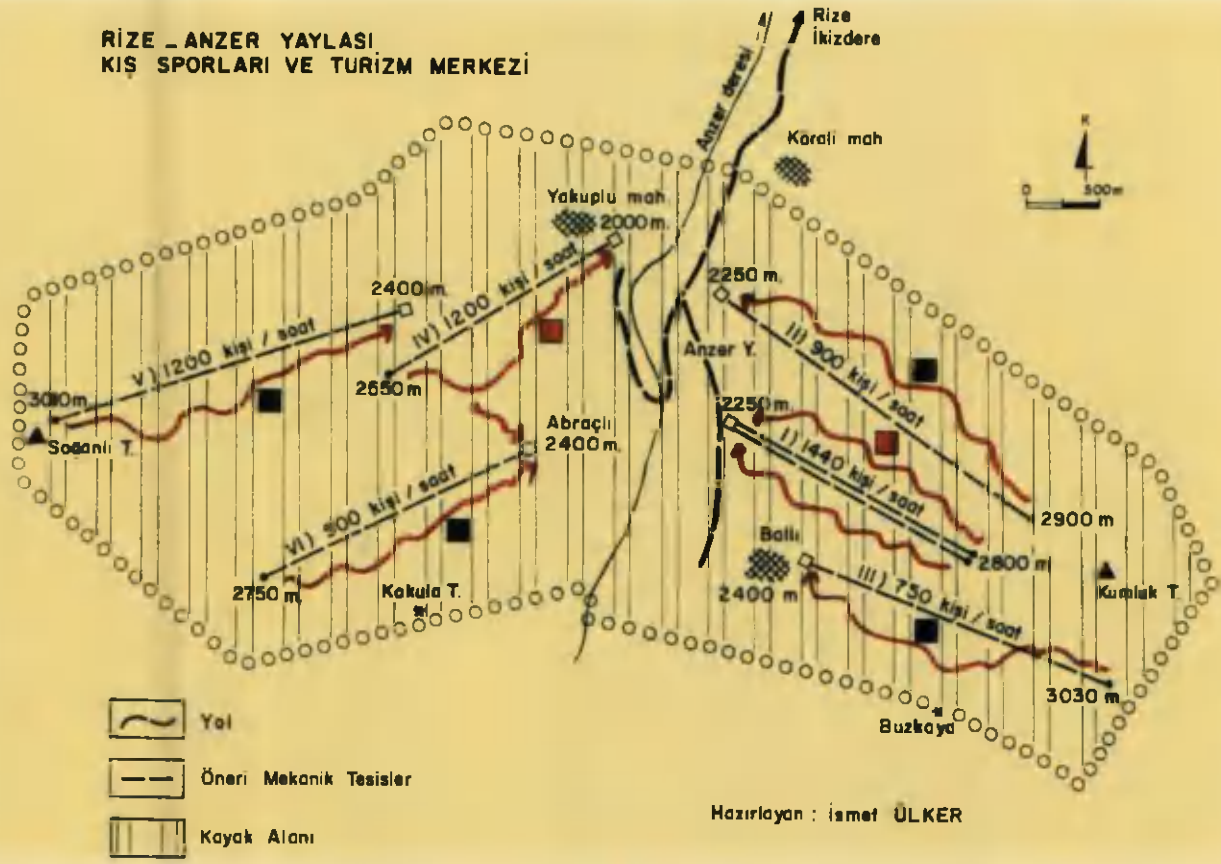 RİZE _ ANZER YAYLASI
KIŞ SPORLARI VE TURİZM MERKEZİ
Rize
İkizdere
Anzer deresi
Karali mah
K
0 500m
Yakuplu mah.
2000 m.
2400 m.
IV) 1200 kişi / saat
V) 1200 kişi / saat
2650 m
Soğanlı T.
Abraçlı
2400 m.
VI) 900 kişi / saat
2750 m.
Kakula T.
2250 m.
Anzer Y.
II) 900 kişi / saat
2250 m.
I) 1440 kişi / saat
2900 m
2800 m
Ballı
2400 m
III) 750 kişi / saat
Kumluk T.
3030 m
Buzkaya
Yol
Öneri Mekanik Tesisler
Kayak Alanı
Hazırlayan : İsmet ÜLKER